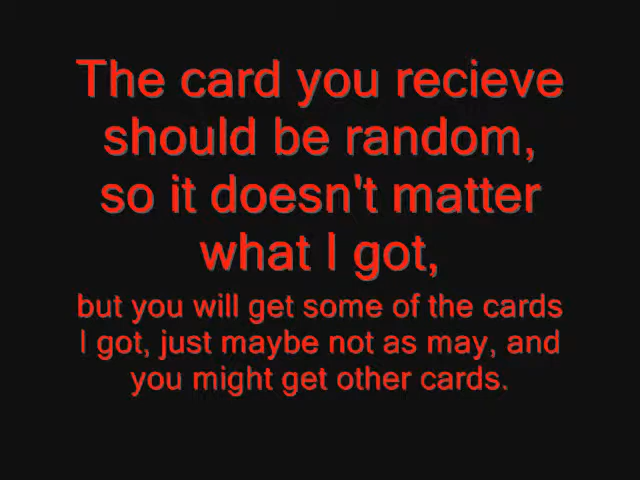 The card you recieve
should be random,
so it doesn't matter
what I got,
but you will get some of the cards
I got, just maybe not as may, and
you might get other cards.